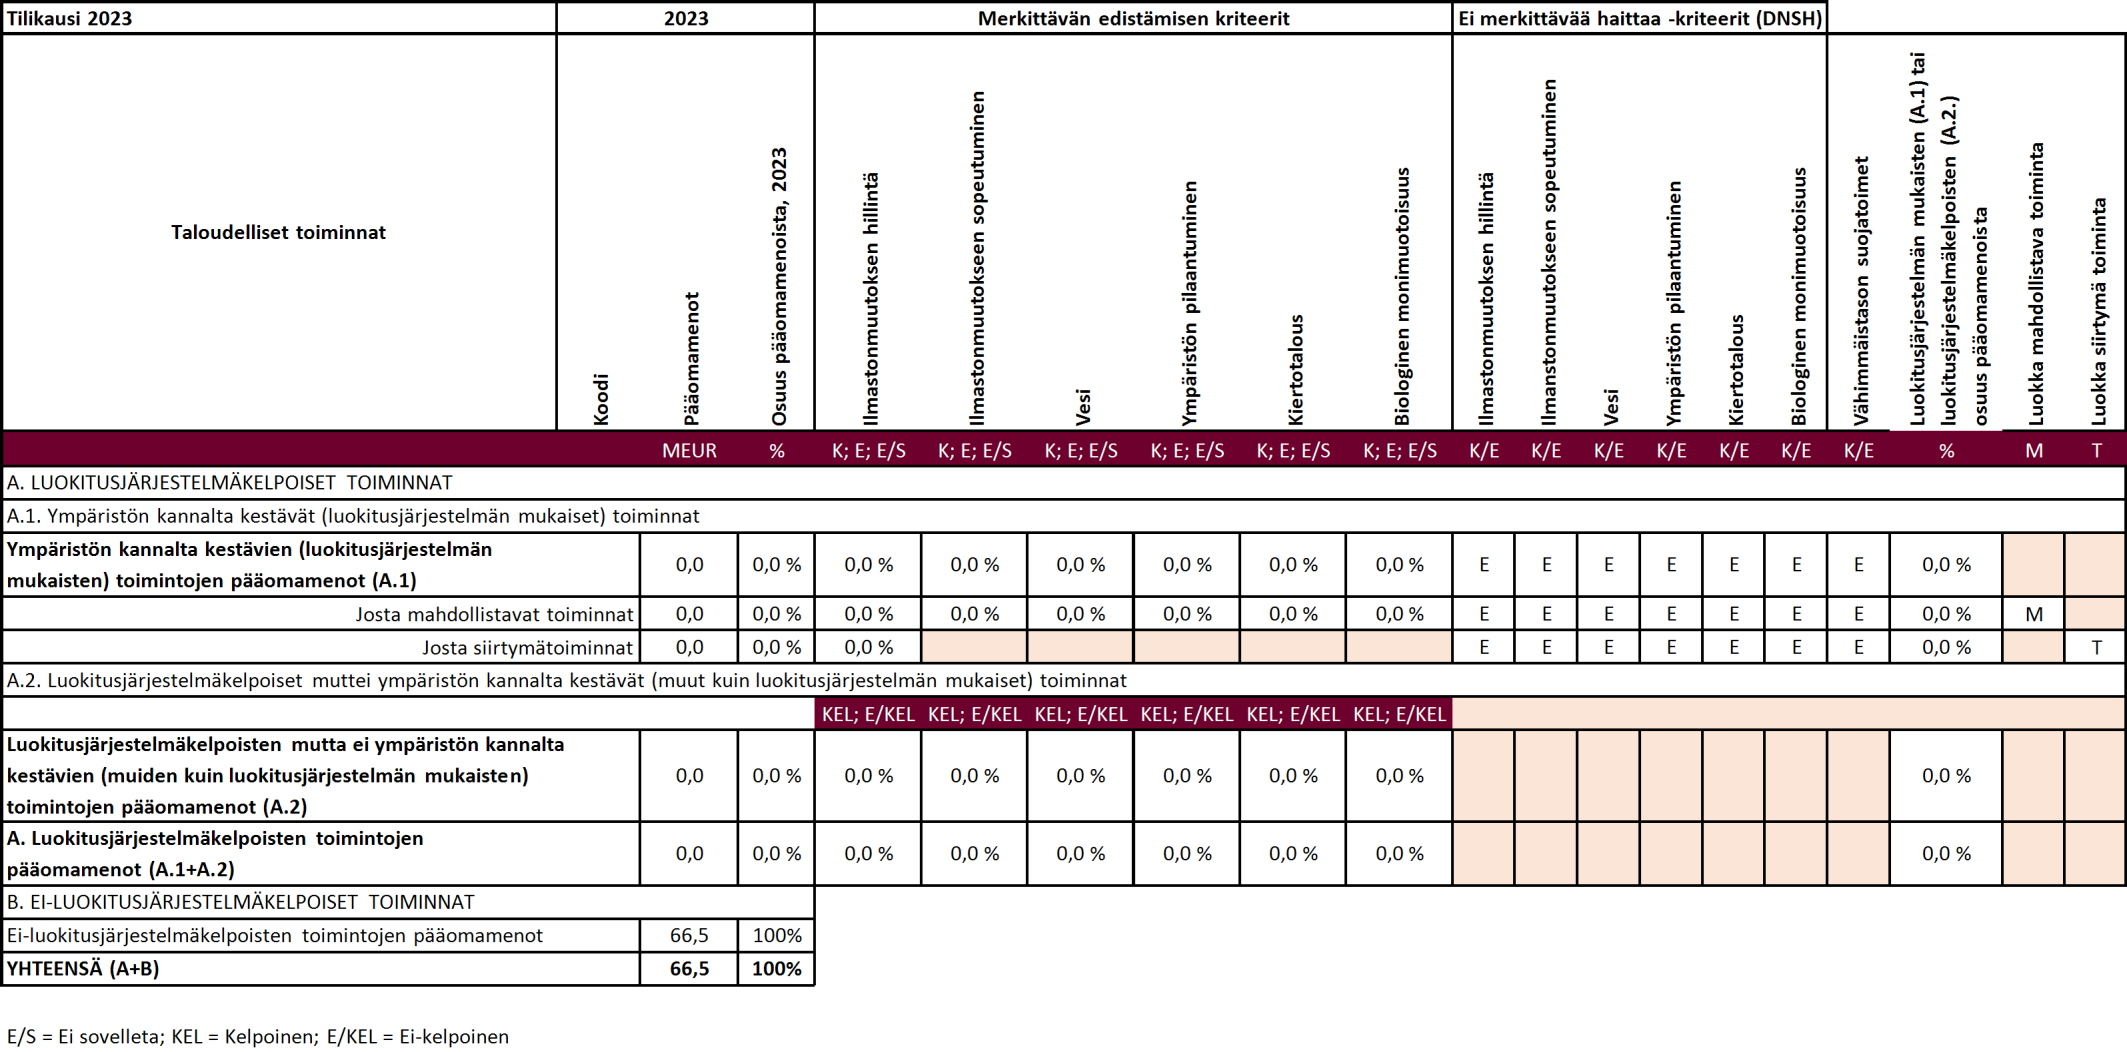 Tilikausi 2023
2023
Merkittävän edistämisen kriteerit
Ei merkittävää haittaa -kriteerit (DNSH)
Taloudelliset toiminnat
Koodi
Pääomamenot
Osuus pääomamenoista, 2023
Ilmastonmuutoksen hillintä
Ilmastonmuutokseen sopeutuminen
Vesi
Ympäristön pilaantuminen
Kiertotalous
Biologinen monimuotoisuus
Ilmastonmuutoksen hillintä
Ilmanstonmuutokseen sopeutuminen
Vesi
Ympäristön pilaantuminen
Kiertotalous
Biologinen monimuotoisuus
Vähimmäistason suojatoimet
Luokitusjärjestelmän mukaisten (A.1) tai
luokitusjärjestelmäkelpoisten (A.2.)
osuus pääomamenoista
Luokka mahdollistava toiminta
Luokka siirtymä toiminta
MEUR % K; E; E/S K; E; E/S K; E; E/S K; E; E/S K; E; E/S K; E; E/S K/E K/E K/E K/E K/E K/E K/E % M T
A. LUOKITUSJÄRJESTELMÄKELPOISET TOIMINNAT
A.1. Ympäristön kannalta kestävät (luokitusjärjestelmän mukaiset) toiminnat
Ympäristön kannalta kestävien (luokitusjärjestelmän
mukaisten) toimintojen pääomamenot (A.1)
0,0 0,0 % 0,0 % 0,0 % 0,0 % 0,0 % 0,0 % 0,0 % E E E E E E E 0,0 %
Josta mahdollistavat toiminnat 0,0 0,0 % 0,0 % 0,0 % 0,0 % 0,0 % 0,0 % 0,0 % E E E E E E E 0,0 % M
Josta siirtymätoiminnat 0,0 0,0 % 0,0 % E E E E E E E 0,0 % T
A.2. Luokitusjärjestelmäkelpoiset muttei ympäristön kannalta kestävät (muut kuin luokitusjärjestelmän mukaiset) toiminnat
KEL; E/KEL KEL; E/KEL KEL; E/KEL KEL; E/KEL KEL; E/KEL KEL; E/KEL
Luokitusjärjestelmäkelpoisten mutta ei ympäristön kannalta
kestävien (muiden kuin luokitusjärjestelmän mukaisten)
toimintojen pääomamenot (A.2)
0,0 0,0 % 0,0 % 0,0 % 0,0 % 0,0 % 0,0 % 0,0 % 0,0 %
A. Luokitusjärjestelmäkelpoisten toimintojen
pääomamenot (A.1+A.2)
0,0 0,0 % 0,0 % 0,0 % 0,0 % 0,0 % 0,0 % 0,0 % 0,0 %
B. EI-LUOKITUSJÄRJESTELMÄKELPOISET TOIMINNAT
Ei-luokitusjärjestelmäkelpoisten toimintojen pääomamenot 66,5 100%
YHTEENSÄ (A+B) 66,5 100%
E/S = Ei sovelleta; KEL = Kelpoinen; E/KEL = Ei-kelpoinen